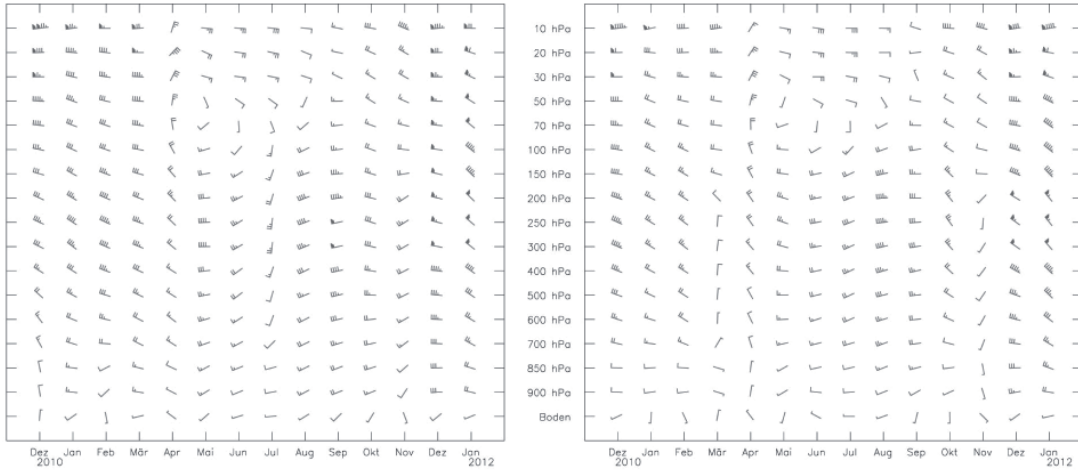 10 hPa
20 hPa
30 hPa
50 hPa
70 hPa
100 hPa
150 hPa
200 hPa
250 hPa
300 hPa
400 hPa
500 hPa
600 hPa
700 hPa
850 hPa
900 hPa
Boden
Dez Jan Feb Mär Apr Mai Jun Jul Aug Sep Okt Nov Dez Jan
2010 2012
Dez Jan Feb Mär Apr Mai Jun Jul Aug Sep Okt Nov Dez Jan
2010 2012